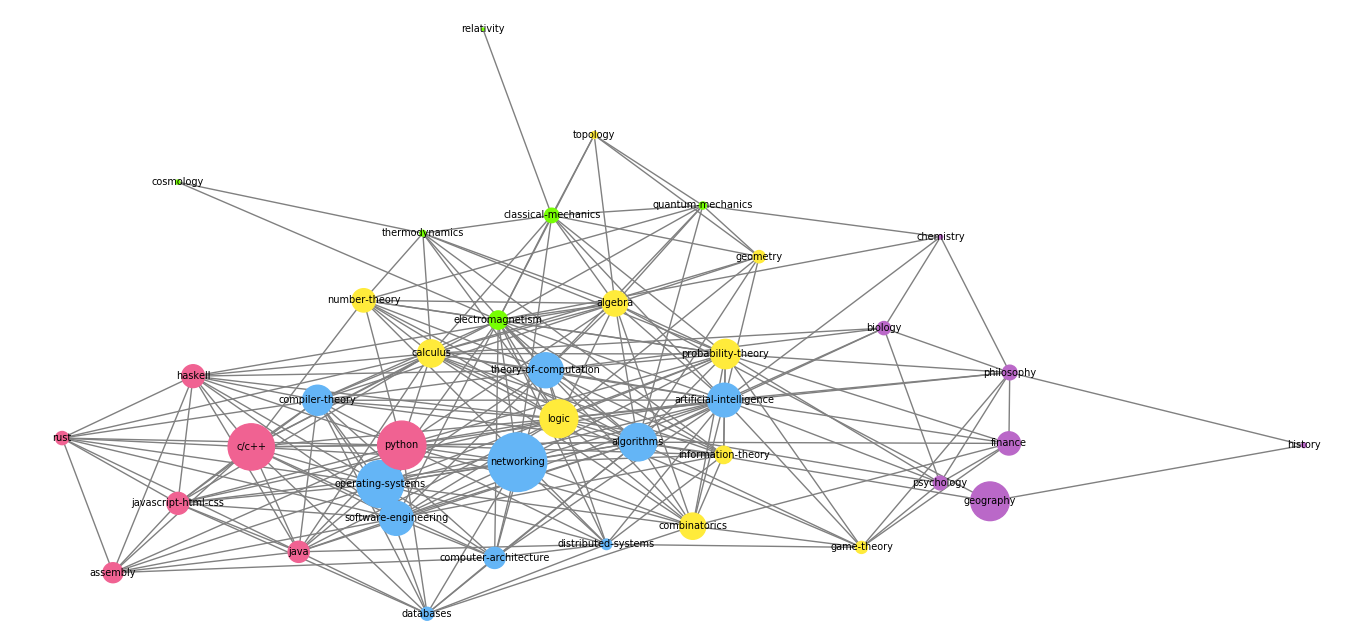 relativity
topology
cosmology
quantum-mechanics
classical-mechanics
thermodynamics
chemistry
geometry
number-theory
algebra
electromagnetism
biology
calculus
probability-theory
theory-of-computation
philosophy
haskell
compiler-theory
artificial-intelligence
logic
rust
c/c++
python
algorithms
finance
history
information-theory
networking
operating-systems
psychology
javascript-html-css
geography
software-engineering
combinatorics
java
distributed-systems
game-theory
computer-architecture
assembly
databases